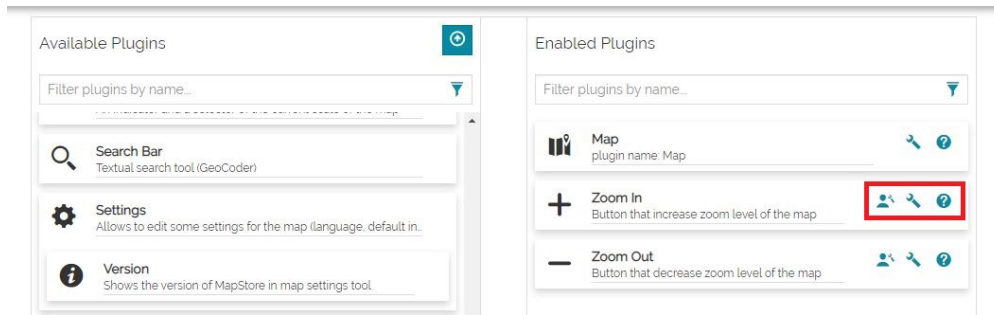 Available Plugins
Filter plugins by name...
Search Bar
Textual search tool (GeoCoder)
Settings
Allows to edit some settings for the map (language, default in..
Version
Shows the version of MapStore in map settings tool
Enabled Plugins
Filter plugins by name...
Map
plugin name: Map
Zoom In
Button that increase zoom level of the map
Zoom Out
Button that decrease zoom level of the map